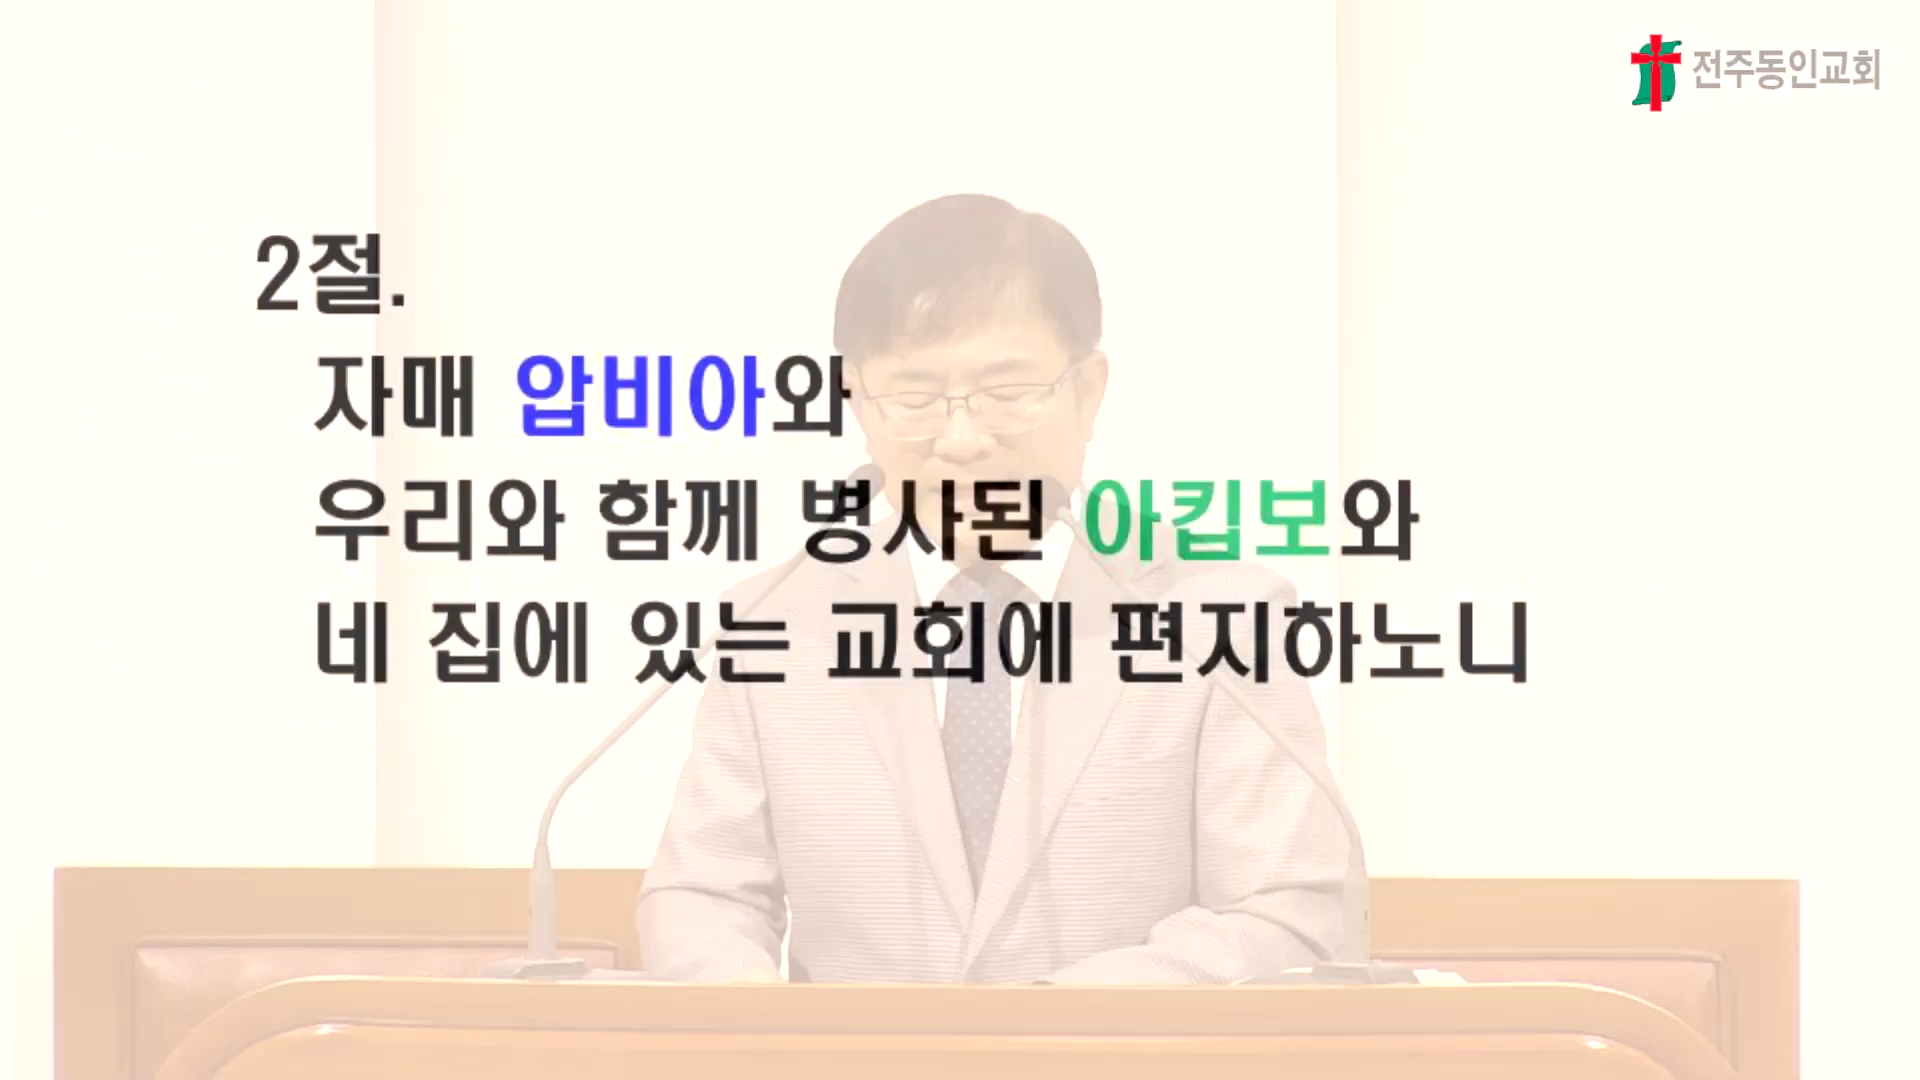 전주동인교회
2절.
자매 압비아와
우리와 함께 병사된 아킵보와
네 집에 있는 교회에 편지하노니